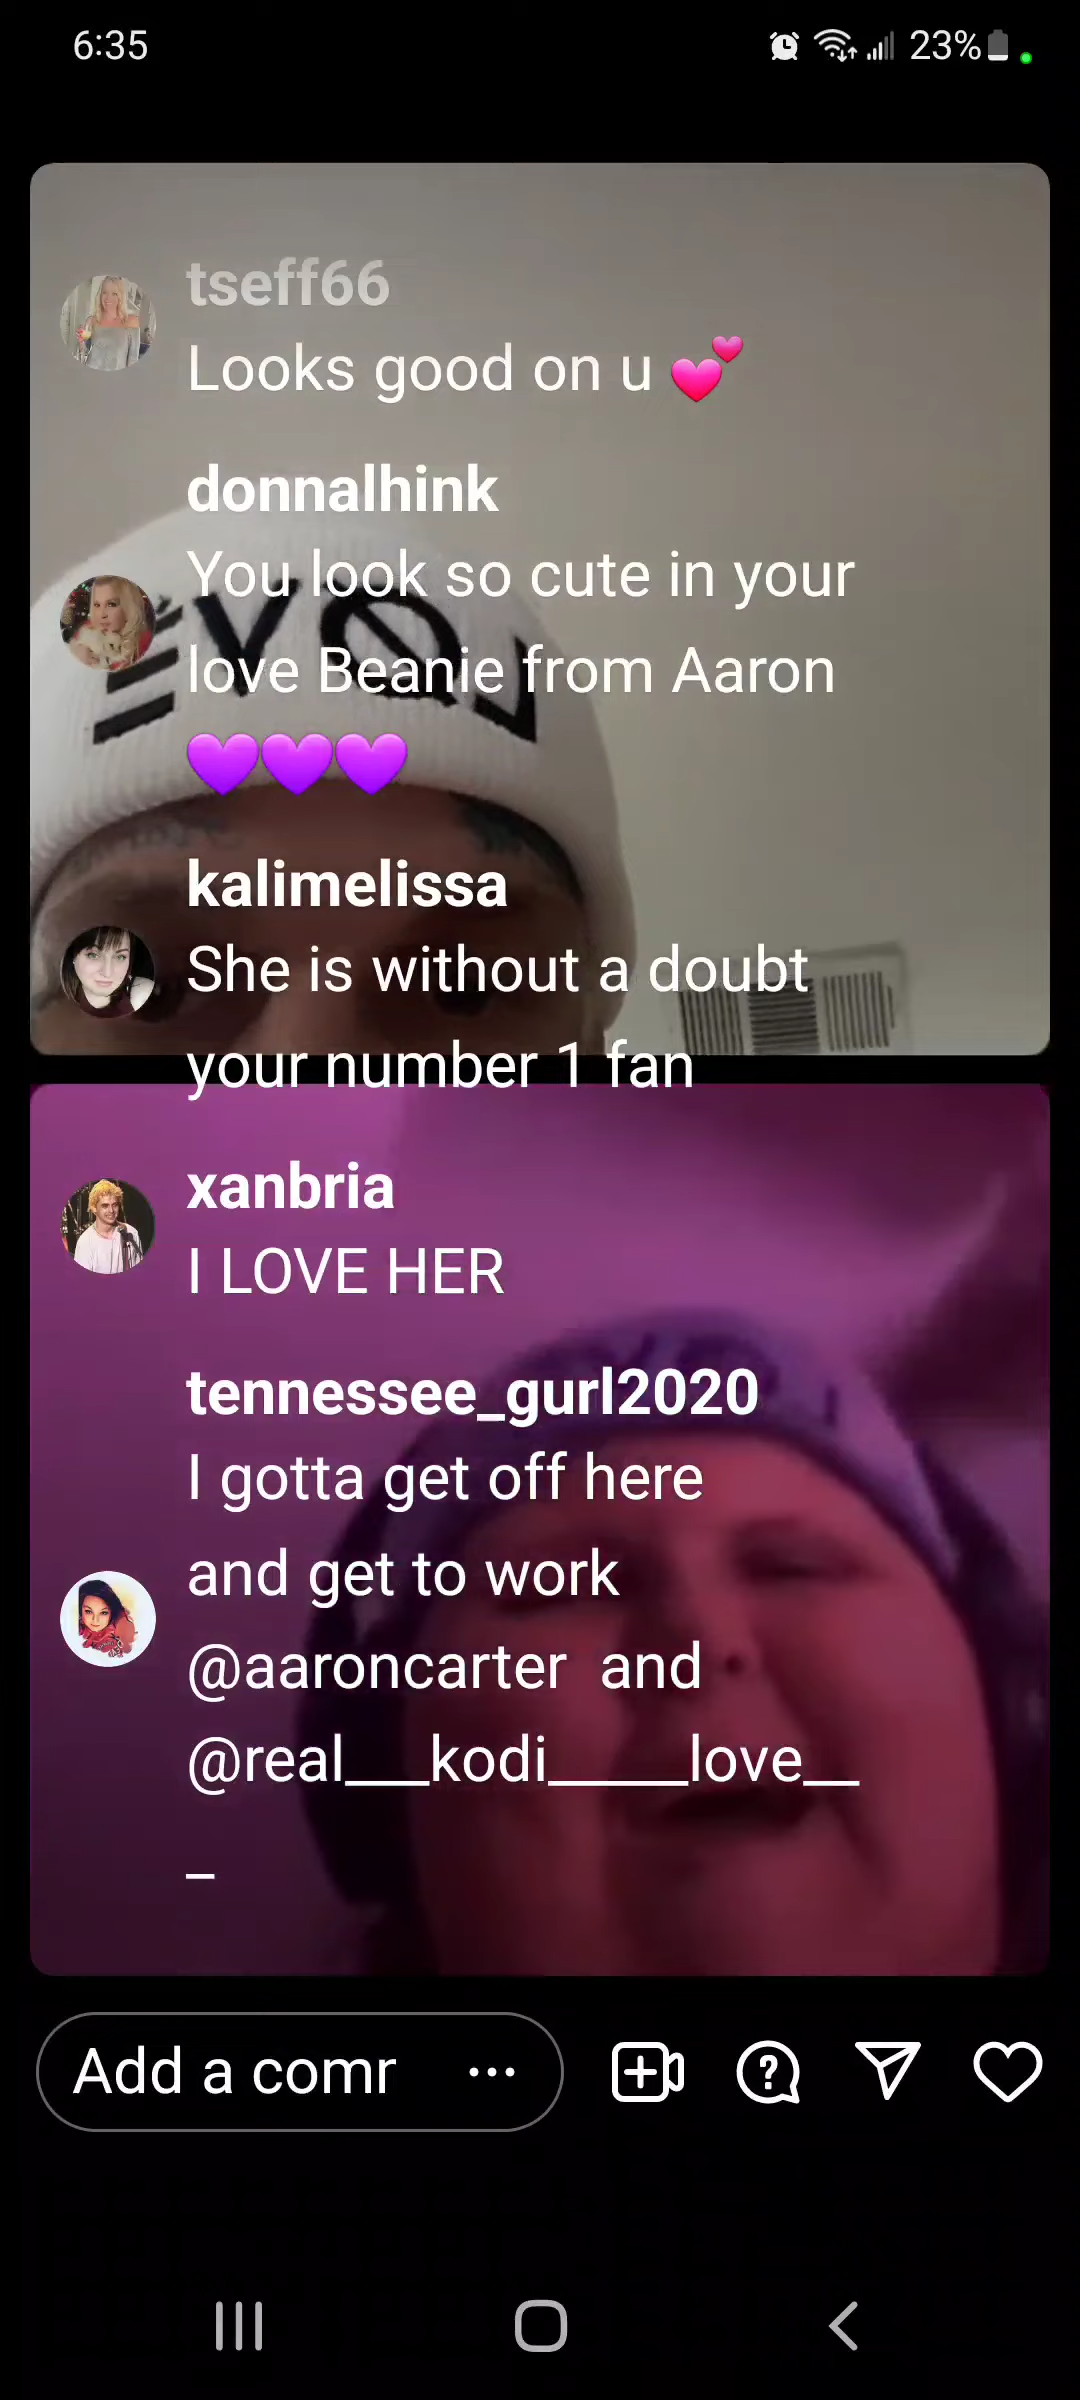 6:35
23%
tseff66
Looks good on u 💕
donnalhink
You look so cute in your
love Beanie from Aaron
💜💜💜
kalimelissa
She is without a doubt
your number 1 fan
xanbria
I LOVE HER
tennessee_gurl2020
I gotta get off here
and get to work
@aaroncarter and
@real___kodi_____love__
_
Add a comr